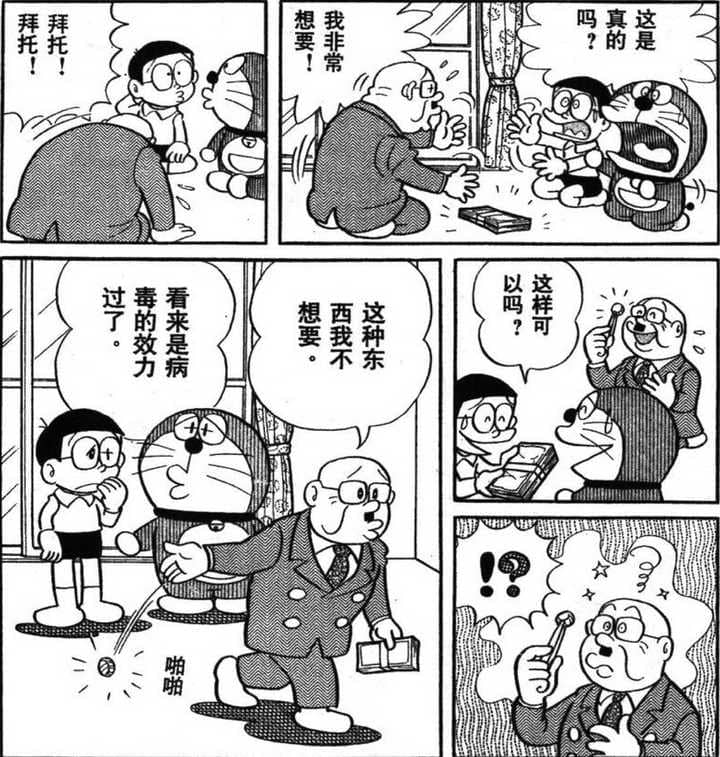 这是
真的
吗？
我非常
想要！
拜托！
拜托！
这样可
以吗？
!?
这种东
西我不
想要。
看来是病
毒的效力
过了。
啪啪